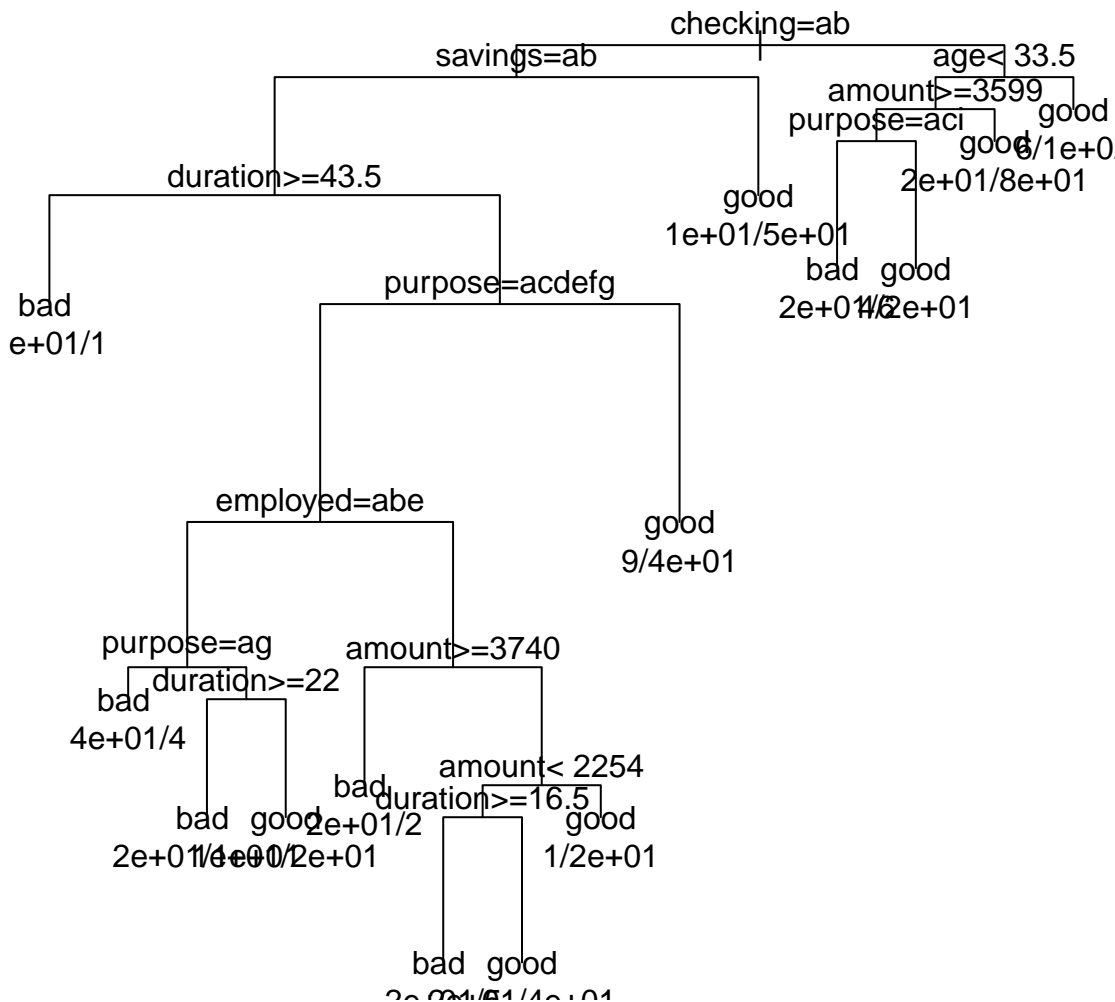 checking=ab
savings=ab
age< 33.5
amount>=3599
good
purpose=aci
good
2e+01/8e+01
duration>=43.5
good
1e+01/5e+01
bad
good
4/2e+01
purpose=acdefg
bad
e+01/1
employed=abe
good
9/4e+01
purpose=ag
amount>=3740
duration>=22
bad
4e+01/4
amount< 2254
bad
2e+01/2
duration>=16.5
bad
good
good
1/2e+01
bad
good